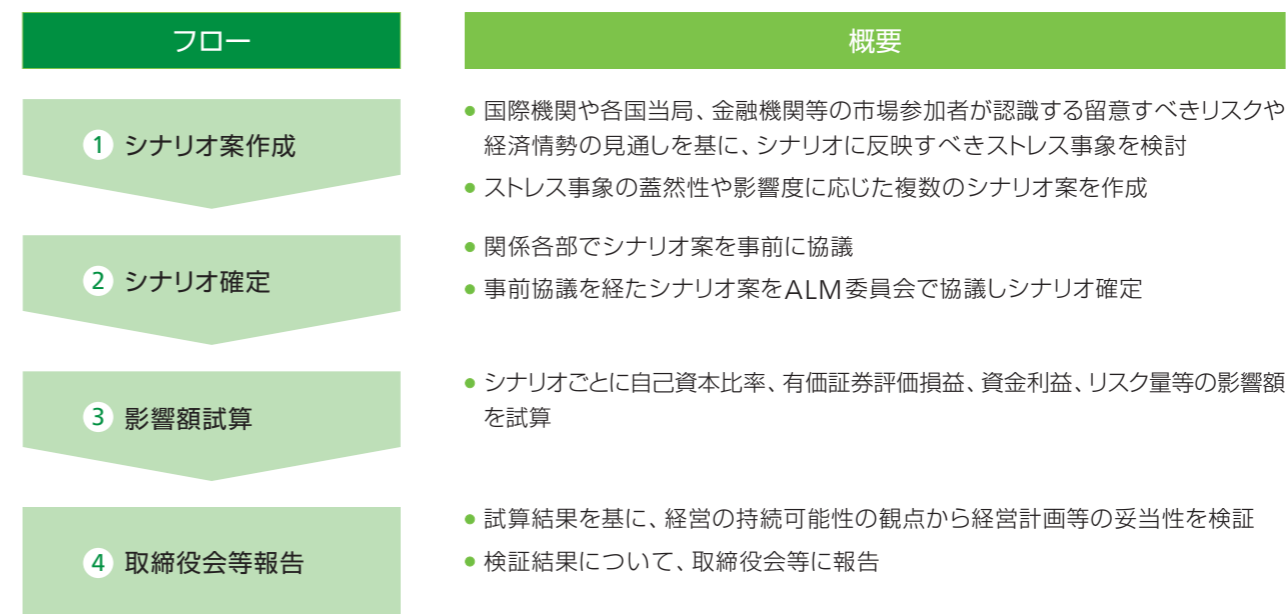 フロー
概要
1 シナリオ案作成
● 国際機関や各国当局、金融機関等の市場参加者が認識する留意すべきリスクや
経済情勢の見通しを基に、シナリオに反映すべきストレス事象を検討
● ストレス事象の蓋然性や影響度に応じた複数のシナリオ案を作成
2 シナリオ確定
● 関係各部でシナリオ案を事前に協議
● 事前協議を経たシナリオ案をALM委員会で協議しシナリオ確定
3 影響額試算
● シナリオごとに自己資本比率、有価証券評価損益、資金利益、リスク量等の影響額
を試算
4 取締役会等報告
● 試算結果を基に、経営の持続可能性の観点から経営計画等の妥当性を検証
● 検証結果について、取締役会等に報告